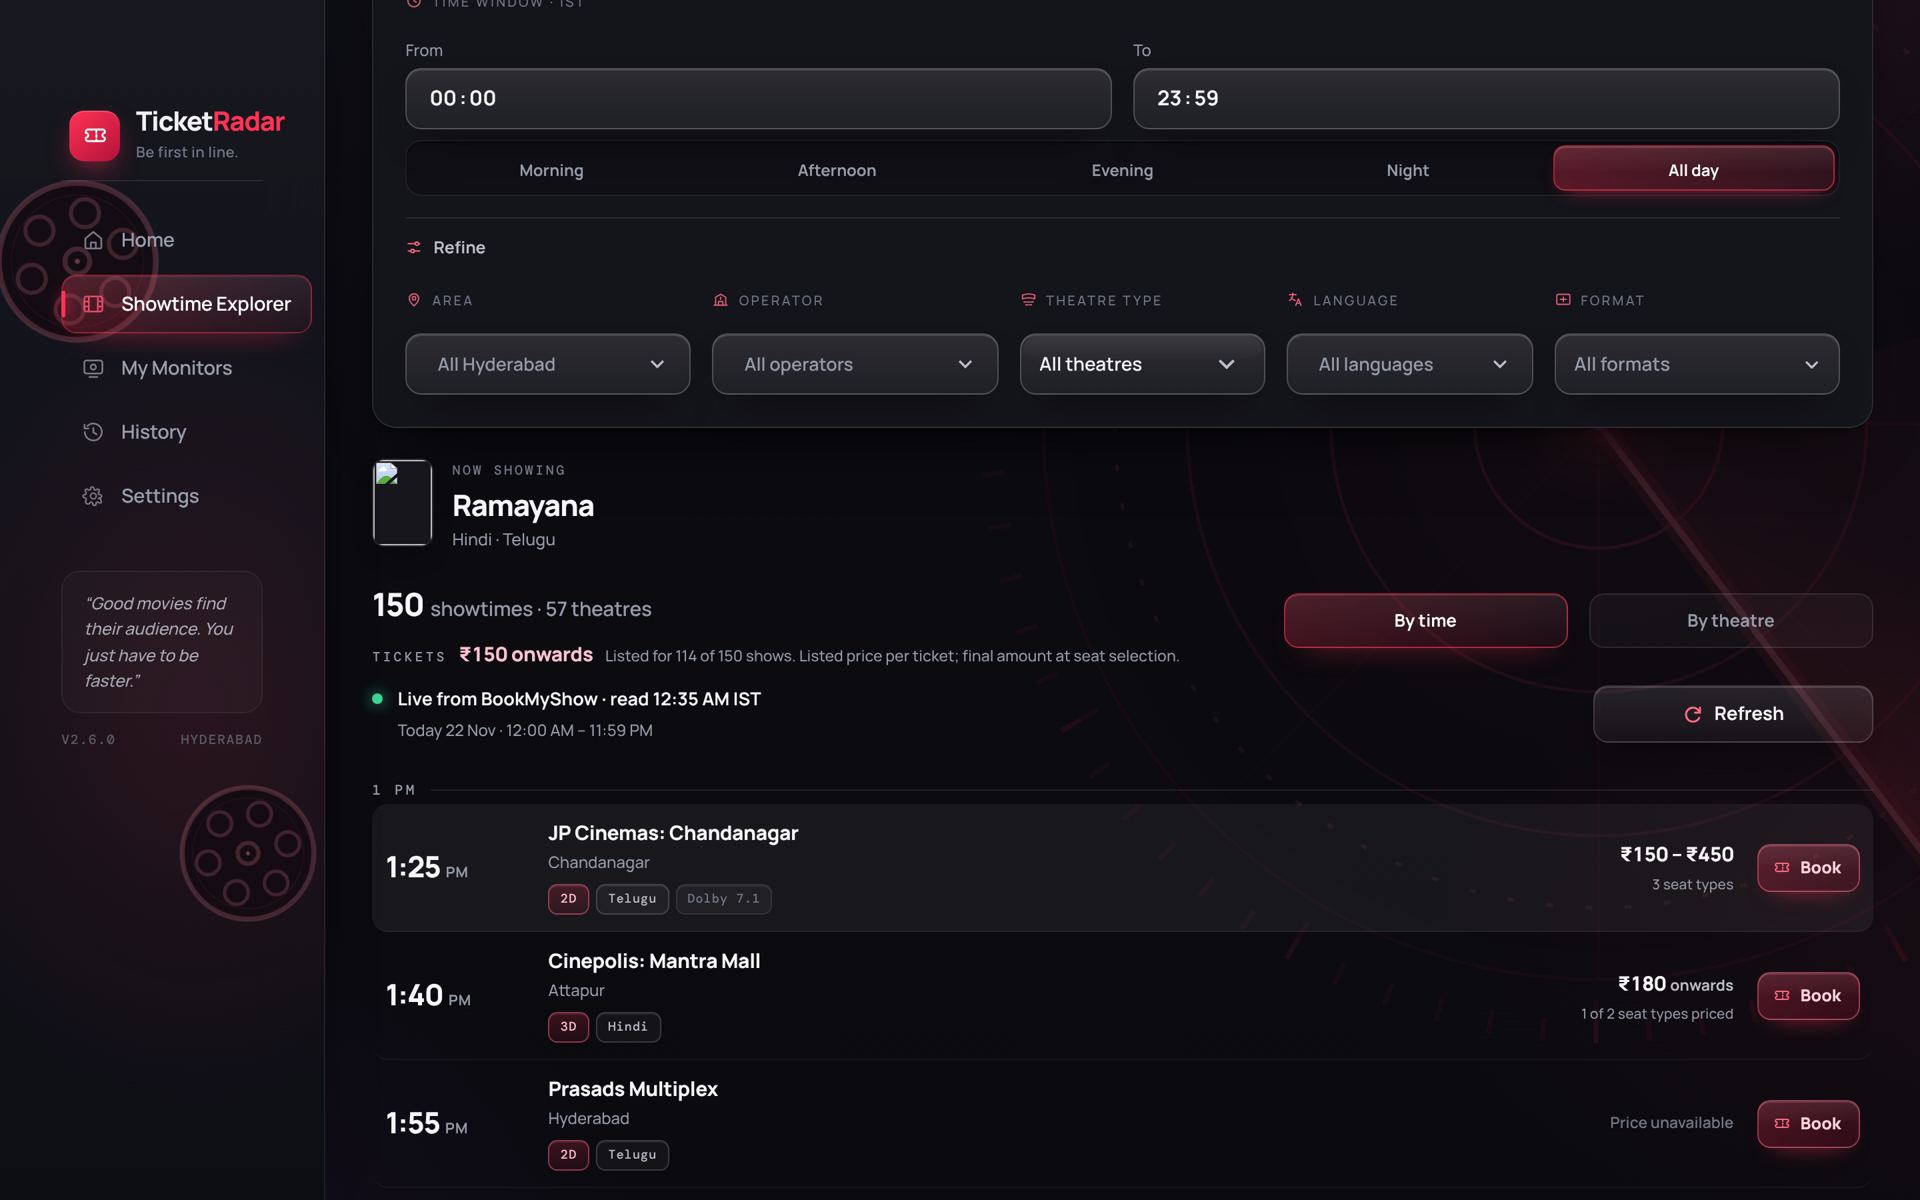 TIME WINDOW · IST
From
To
00:00
23:59
Morning
Afternoon
Evening
Night
All day
Refine
AREA
OPERATOR
THEATRE TYPE
LANGUAGE
FORMAT
All Hyderabad
All operators
All theatres
All languages
All formats
TicketRadar
Be first in line.
Home
Showtime Explorer
My Monitors
History
Settings
“Good movies find
their audience. You
just have to be
faster.”
V2.6.0
HYDERABAD
NOW SHOWING
Ramayana
Hindi · Telugu
150 showtimes · 57 theatres
By time
By theatre
TICKETS ₹150 onwards Listed for 114 of 150 shows. Listed price per ticket; final amount at seat selection.
Live from BookMyShow · read 12:35 AM IST
Today 22 Nov · 12:00 AM – 11:59 PM
Refresh
1 PM
1:25 PM
JP Cinemas: Chandanagar
Chandanagar
2D Telugu Dolby 7.1
₹150 – ₹450
3 seat types
Book
1:40 PM
Cinepolis: Mantra Mall
Attapur
3D Hindi
₹180 onwards
1 of 2 seat types priced
Book
1:55 PM
Prasads Multiplex
Hyderabad
2D Telugu
Price unavailable
Book